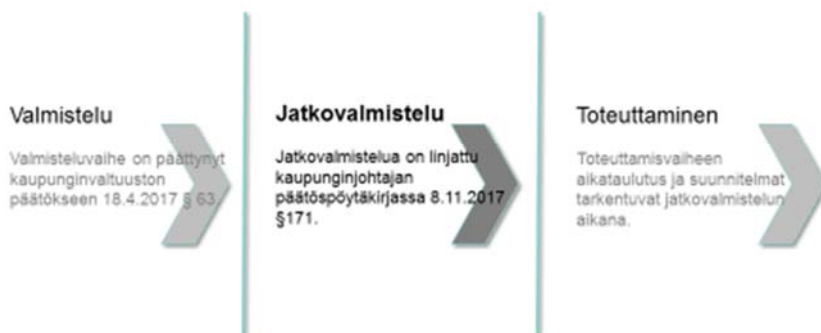 Valmistelu
Valmisteluvaihe on päättynyt
kaupunginvaltuuston
päätökseen 18.4.2017 § 63.
Jatkovalmistelu
Jatkovalmistelua on linjattu
kaupunginjohtajan
päätöspöytäkirjassa 8.11.2017
§171.
Toteuttaminen
Toteuttamisvaiheen
aikataulutus ja suunnitelmat
tarkentuvat jatkovalmistelun
aikana.